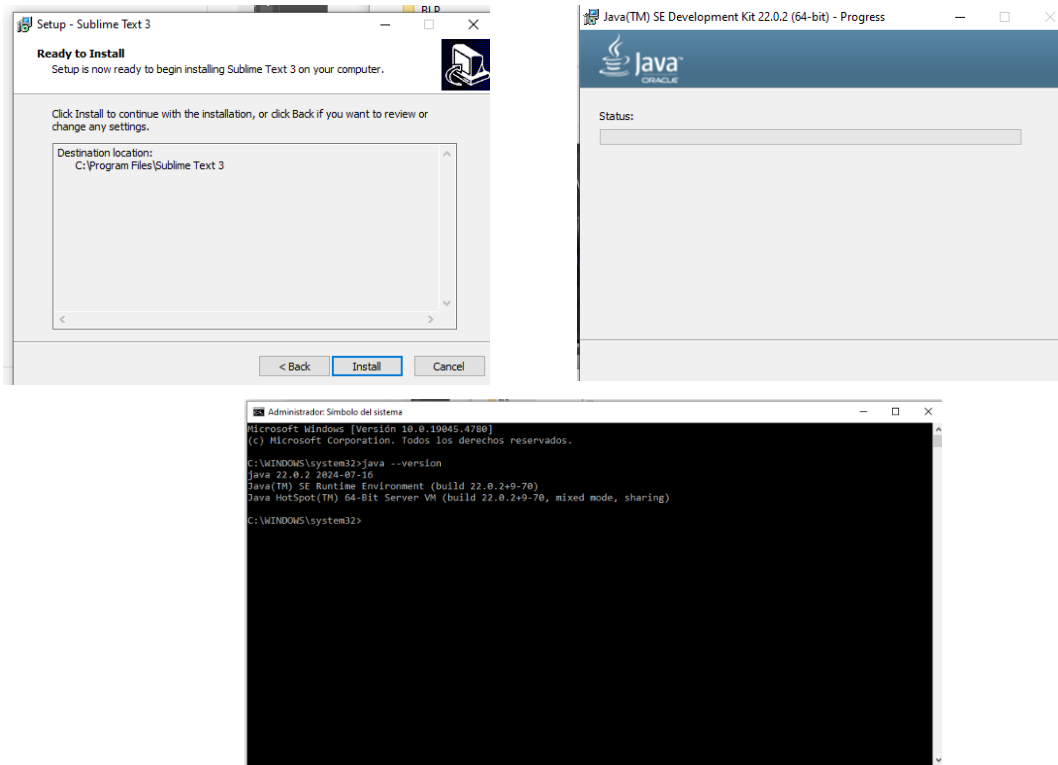 BLP
Setup - Sublime Text 3
Ready to Install
Setup is now ready to begin installing Sublime Text 3 on your computer.
Click Install to continue with the installation, or click Back if you want to review or
change any settings.
Destination location:
C:\Program Files\Sublime Text 3
< Back
Install
Cancel
Java(TM) SE Development Kit 22.0.2 (64-bit) - Progress
Java™
ORACLE
Status:
Administrador: Símbolo del sistema
Microsoft Windows [Versión 10.0.19045.4780]
(c) Microsoft Corporation. Todos los derechos reservados.
C:\WINDOWS\system32>java --version
java 22.0.2 2024-07-16
Java(TM) SE Runtime Environment (build 22.0.2+9-70)
Java HotSpot(TM) 64-Bit Server VM (build 22.0.2+9-70, mixed mode, sharing)
C:\WINDOWS\system32>